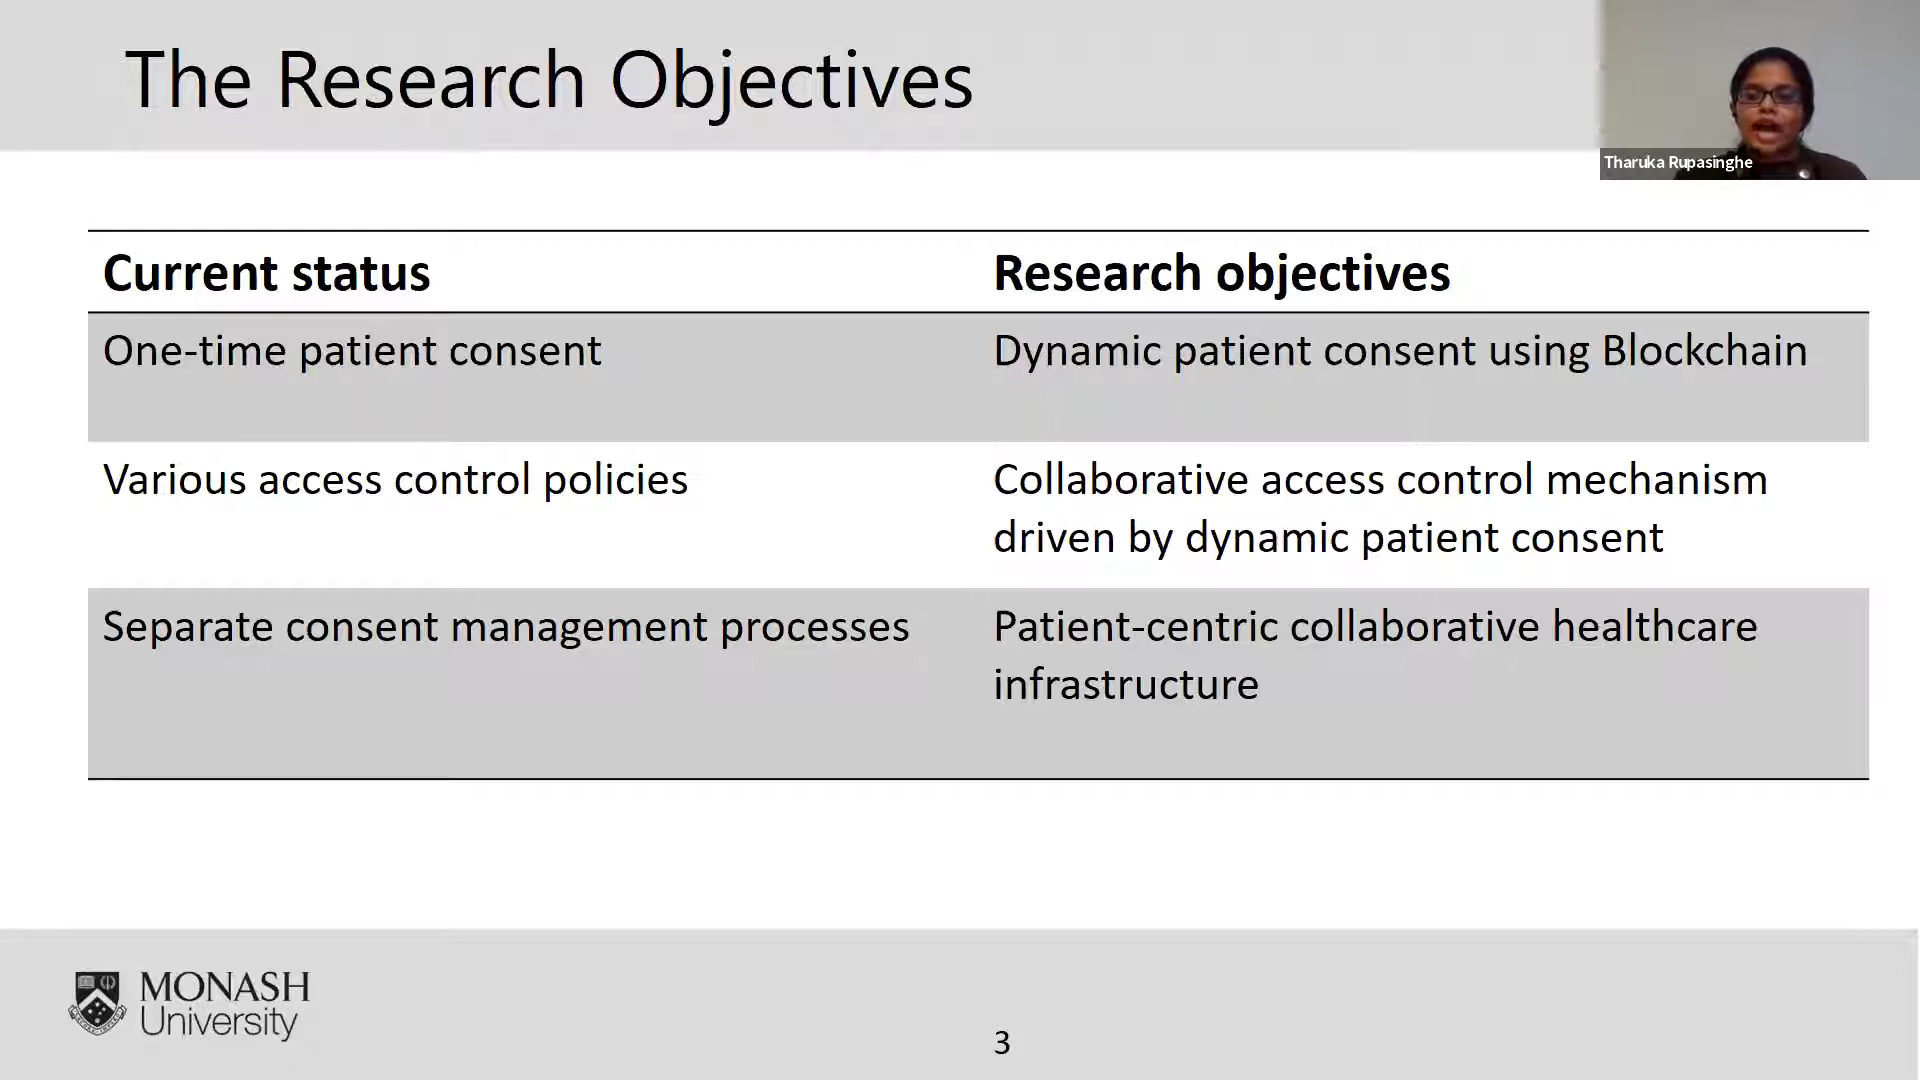 The Research Objectives
Tharuka Rupasinghe
Current status
Research objectives
One-time patient consent
Dynamic patient consent using Blockchain
Various access control policies
Collaborative access control mechanism
driven by dynamic patient consent
Separate consent management processes
Patient-centric collaborative healthcare
infrastructure
MONASH
University
3